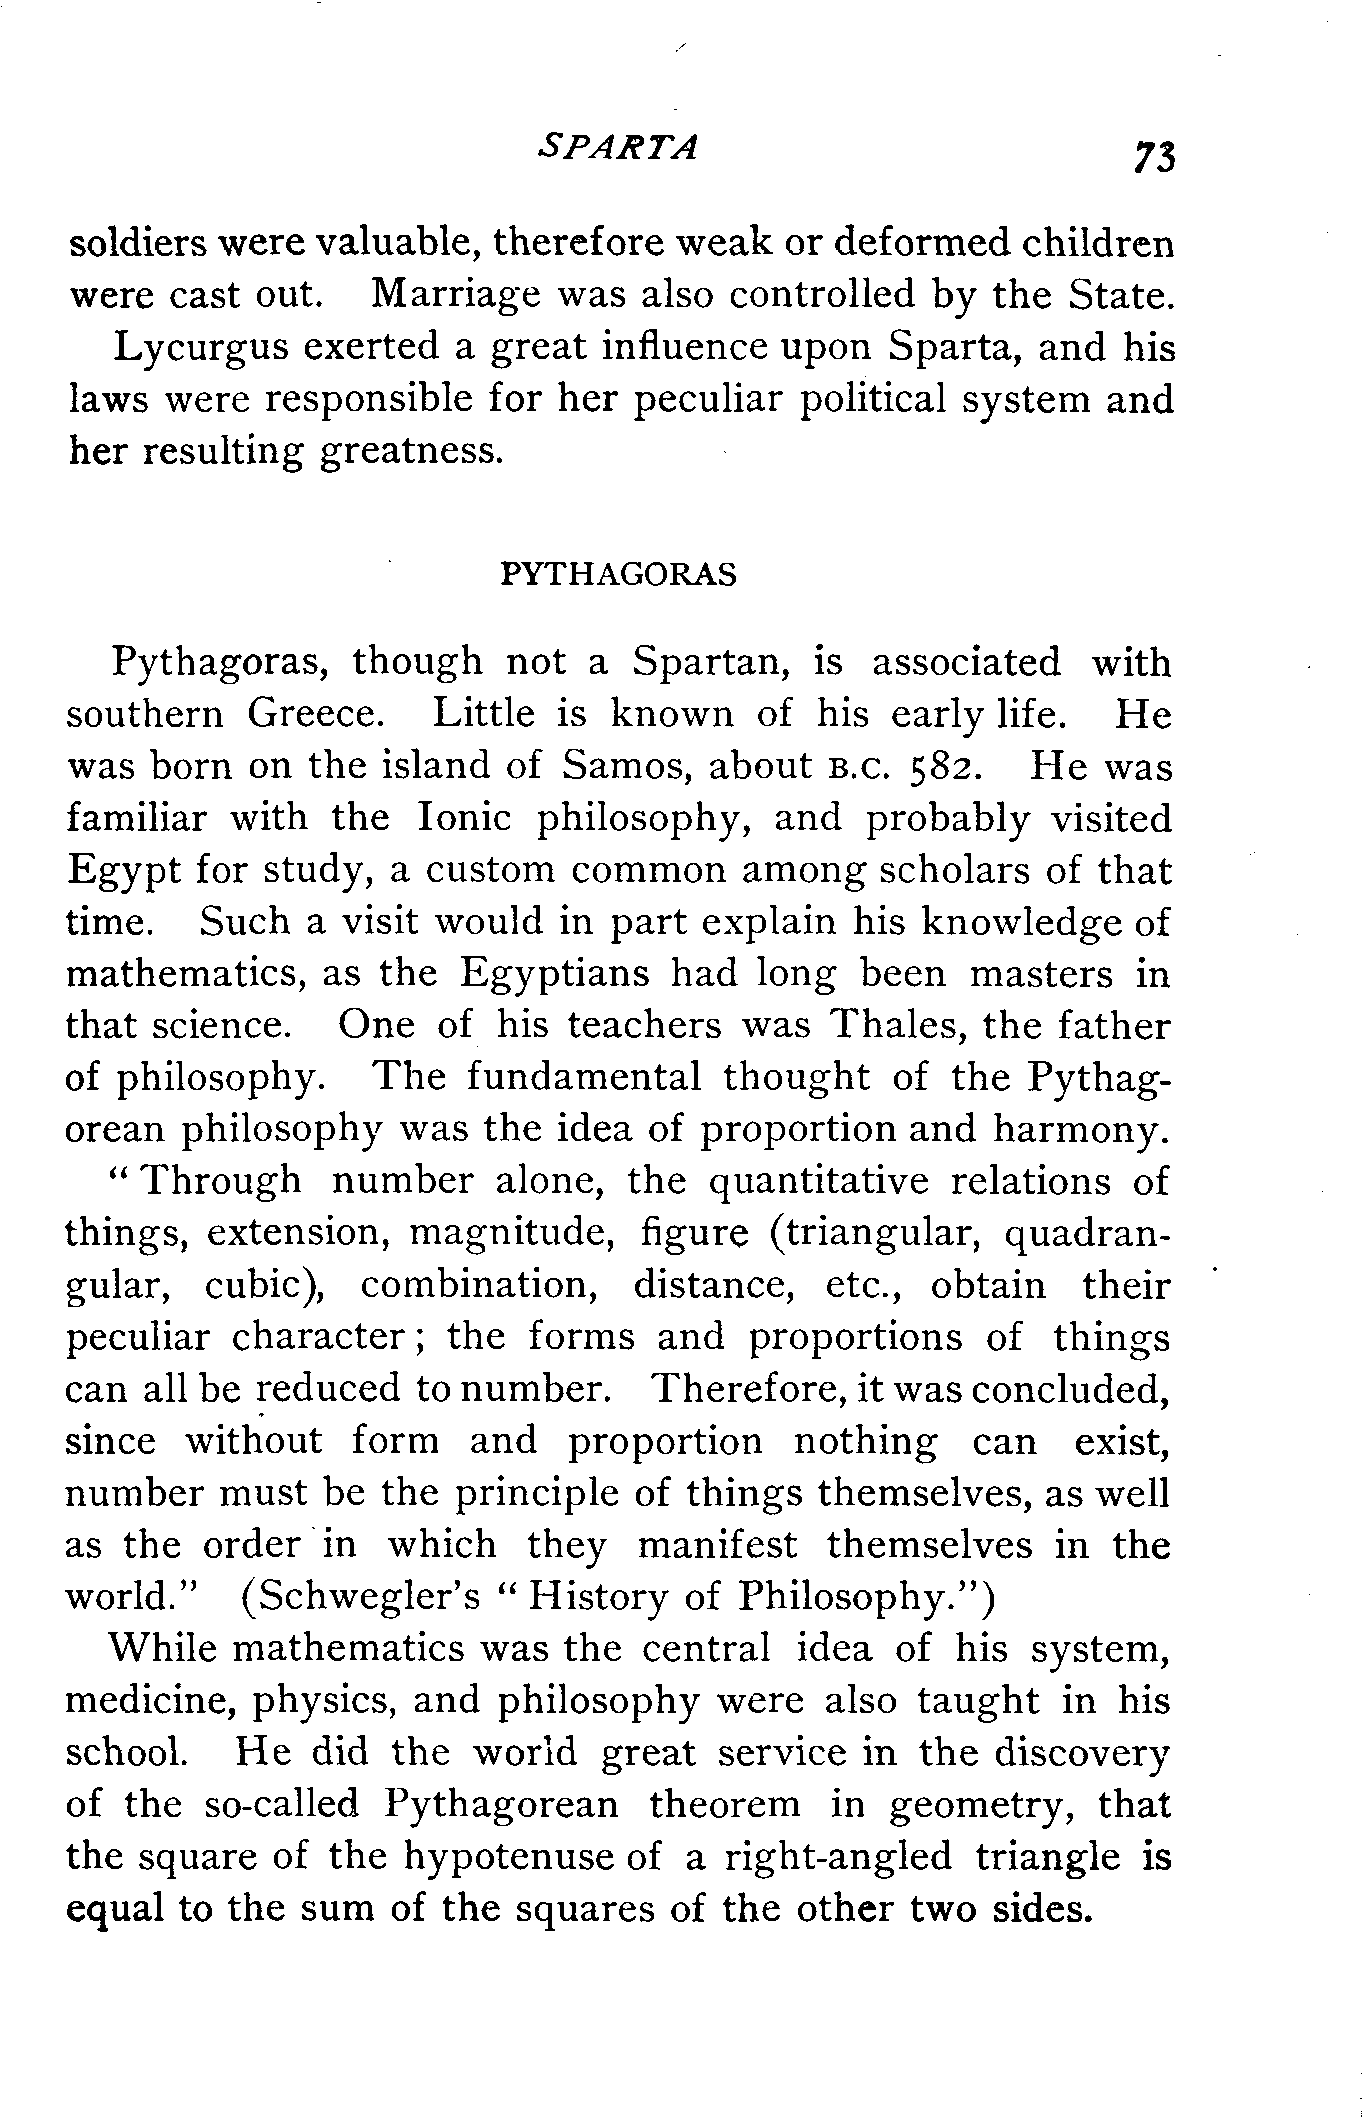 SPARTA 73
soldiers were valuable, therefore weak or deformed children
were cast out. Marriage was also controlled by the State.
Lycurgus exerted a great influence upon Sparta, and his
laws were responsible for her peculiar political system and
her resulting greatness.
PYTHAGORAS
Pythagoras, though not a Spartan, is associated with
southern Greece. Little is known of his early life. He
was born on the island of Samos, about B.C. 582. He was
familiar with the Ionic philosophy, and probably visited
Egypt for study, a custom common among scholars of that
time. Such a visit would in part explain his knowledge of
mathematics, as the Egyptians had long been masters in
that science. One of his teachers was Thales, the father
of philosophy. The fundamental thought of the Pythag-
orean philosophy was the idea of proportion and harmony.
“ Through number alone, the quantitative relations of
things, extension, magnitude, figure (triangular, quadran-
gular, cubic), combination, distance, etc., obtain their
peculiar character ; the forms and proportions of things
can all be reduced to number. Therefore, it was concluded,
since without form and proportion nothing can exist,
number must be the principle of things themselves, as well
as the order in which they manifest themselves in the
world.” (Schwegler's “ History of Philosophy.”)
While mathematics was the central idea of his system,
medicine, physics, and philosophy were also taught in his
school. He did the world great service in the discovery
of the so-called Pythagorean theorem in geometry, that
the square of the hypotenuse of a right-angled triangle is
equal to the sum of the squares of the other two sides.